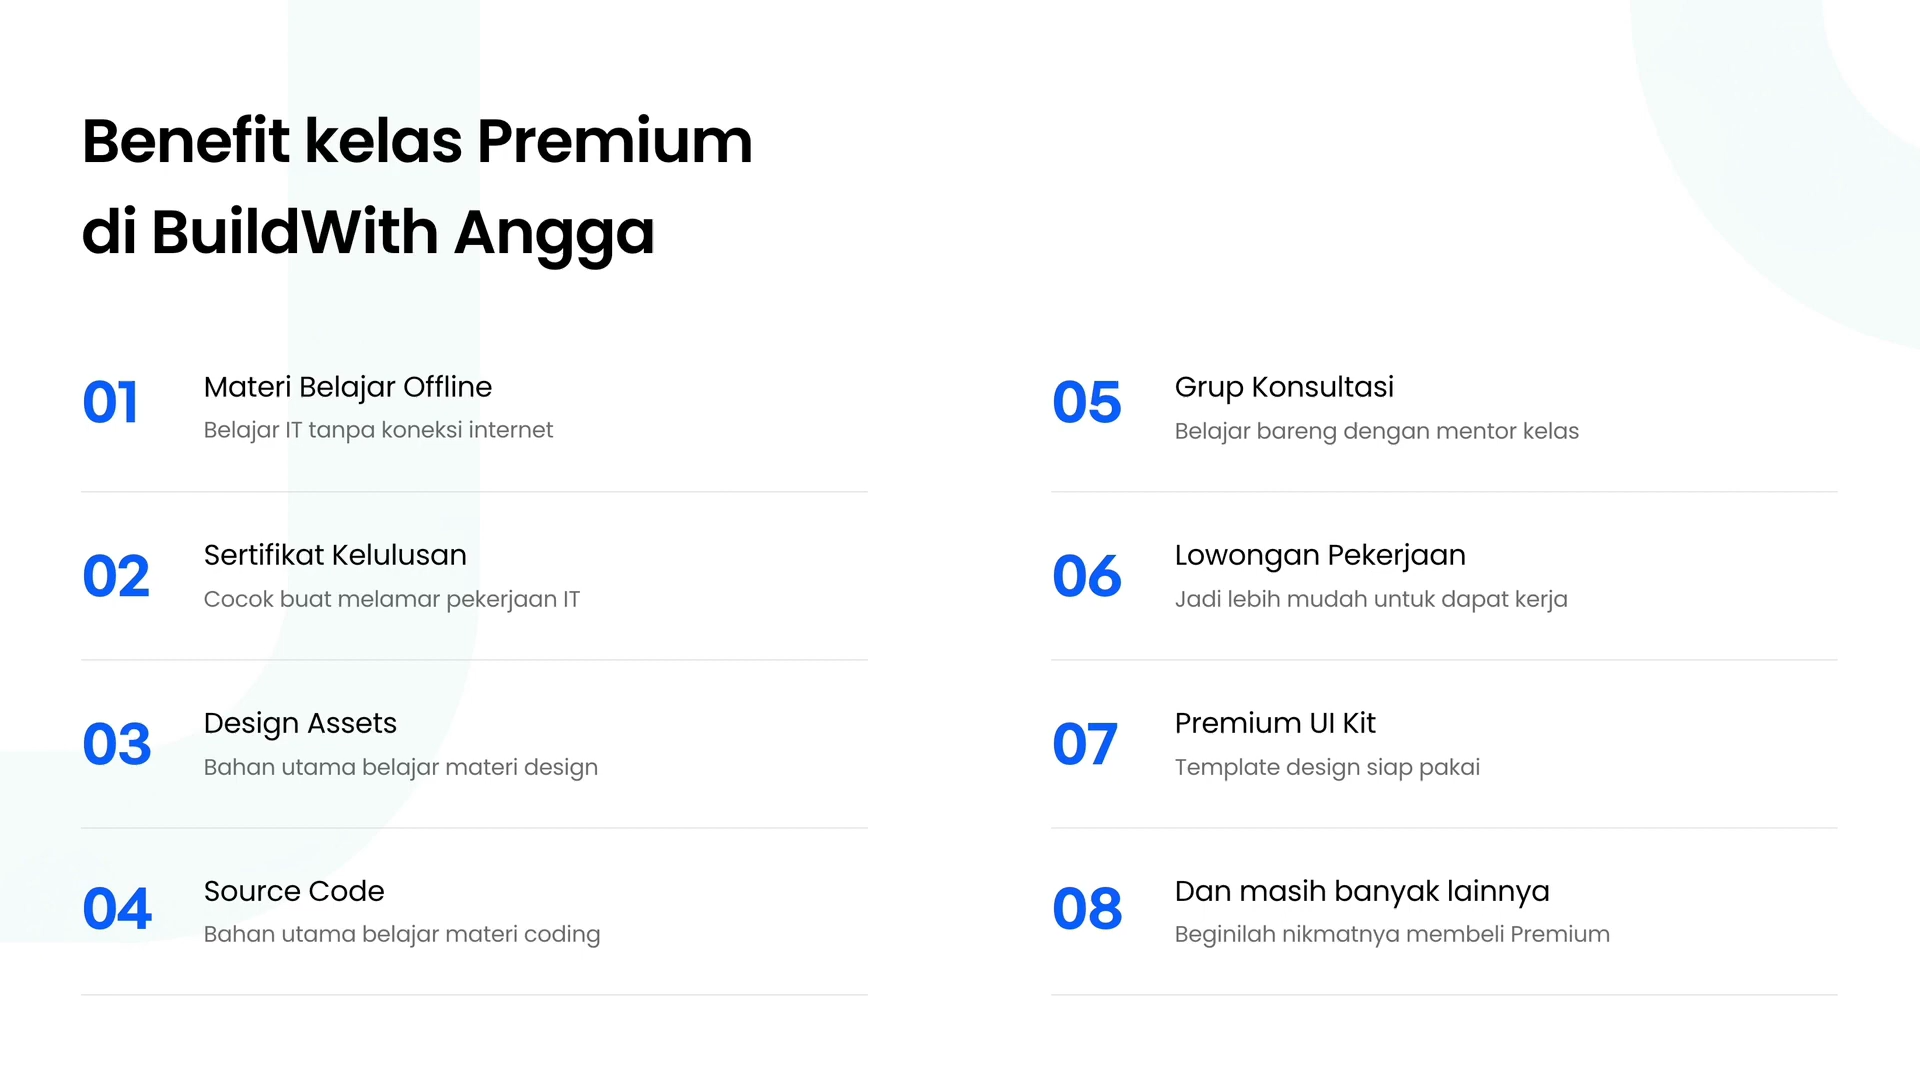 Benefit kelas Premium
di BuildWith Angga
01
Materi Belajar Offline
Belajar IT tanpa koneksi internet
02
Sertifikat Kelulusan
Cocok buat melamar pekerjaan IT
03
Design Assets
Bahan utama belajar materi design
04
Source Code
Bahan utama belajar materi coding
05
Grup Konsultasi
Belajar bareng dengan mentor kelas
06
Lowongan Pekerjaan
Jadi lebih mudah untuk dapat kerja
07
Premium UI Kit
Template design siap pakai
08
Dan masih banyak lainnya
Beginilah nikmatnya membeli Premium